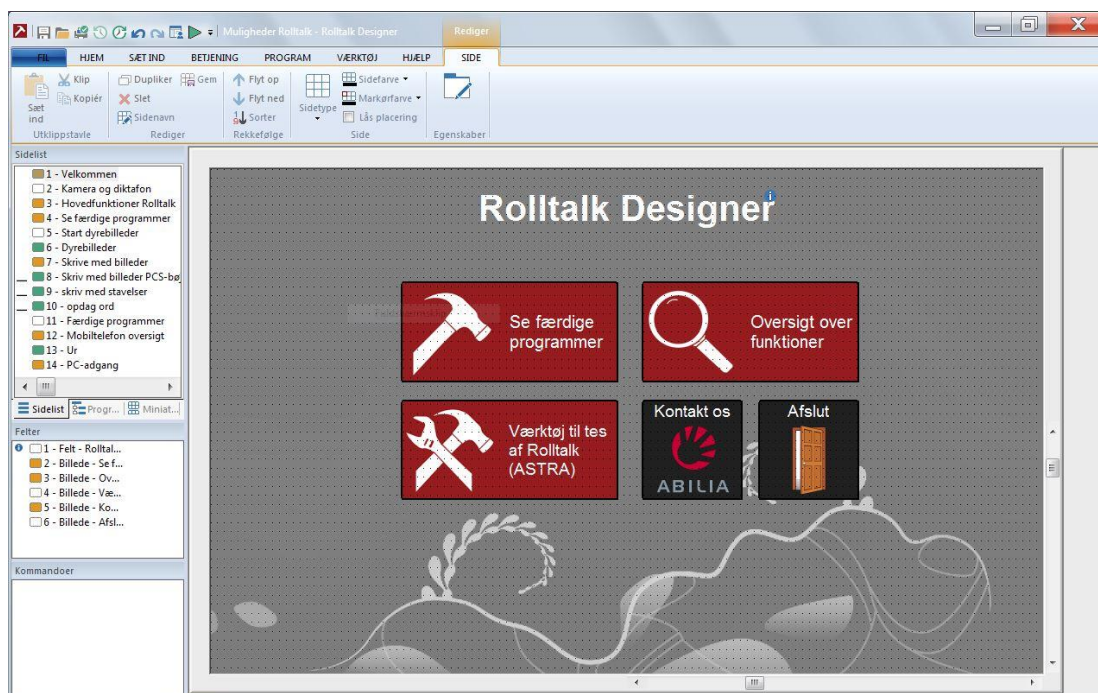 Muligheder Rolltalk - Rolltalk Designer
Rediger
FIL HJEM SÆT IND BETJENING PROGRAM VÆRKTØJ HJÆLP SIDE
Sæt ind
Klip
Kopiér
Utklippstavle
Dupliker
Gem
Slet
Sidenavn
Rediger
Flyt op
Flyt ned
Sorter
Rekkefølge
Sidetype
Sidefarve
Markørfarve
Lås placering
Side
Egenskaber
Sidelist
1 - Velkommen
2 - Kamera og diktafon
3 - Hovedfunktioner Rolltalk
4 - Se færdige programmer
5 - Start dyrebilleder
6 - Dyrebilleder
7 - Skrive med billeder
8 - Skriv med billeder PCS-bø
9 - skriv med stavelser
10 - opdag ord
11 - Færdige programmer
12 - Mobiltelefon oversigt
13 - Ur
14 - PC-adgang
Sidelist Progr... Miniat...
Felter
1 - Felt - Rolltal...
2 - Billede - Se f...
3 - Billede - Ov...
4 - Billede - Væ...
5 - Billede - Ko...
6 - Billede - Afsl...
Kommandoer
Rolltalk Designer
Se færdige
programmer
Oversigt over
funktioner
Værktøj til tes
af Rolltalk
(ASTRA)
Kontakt os
ABILIA
Afslut